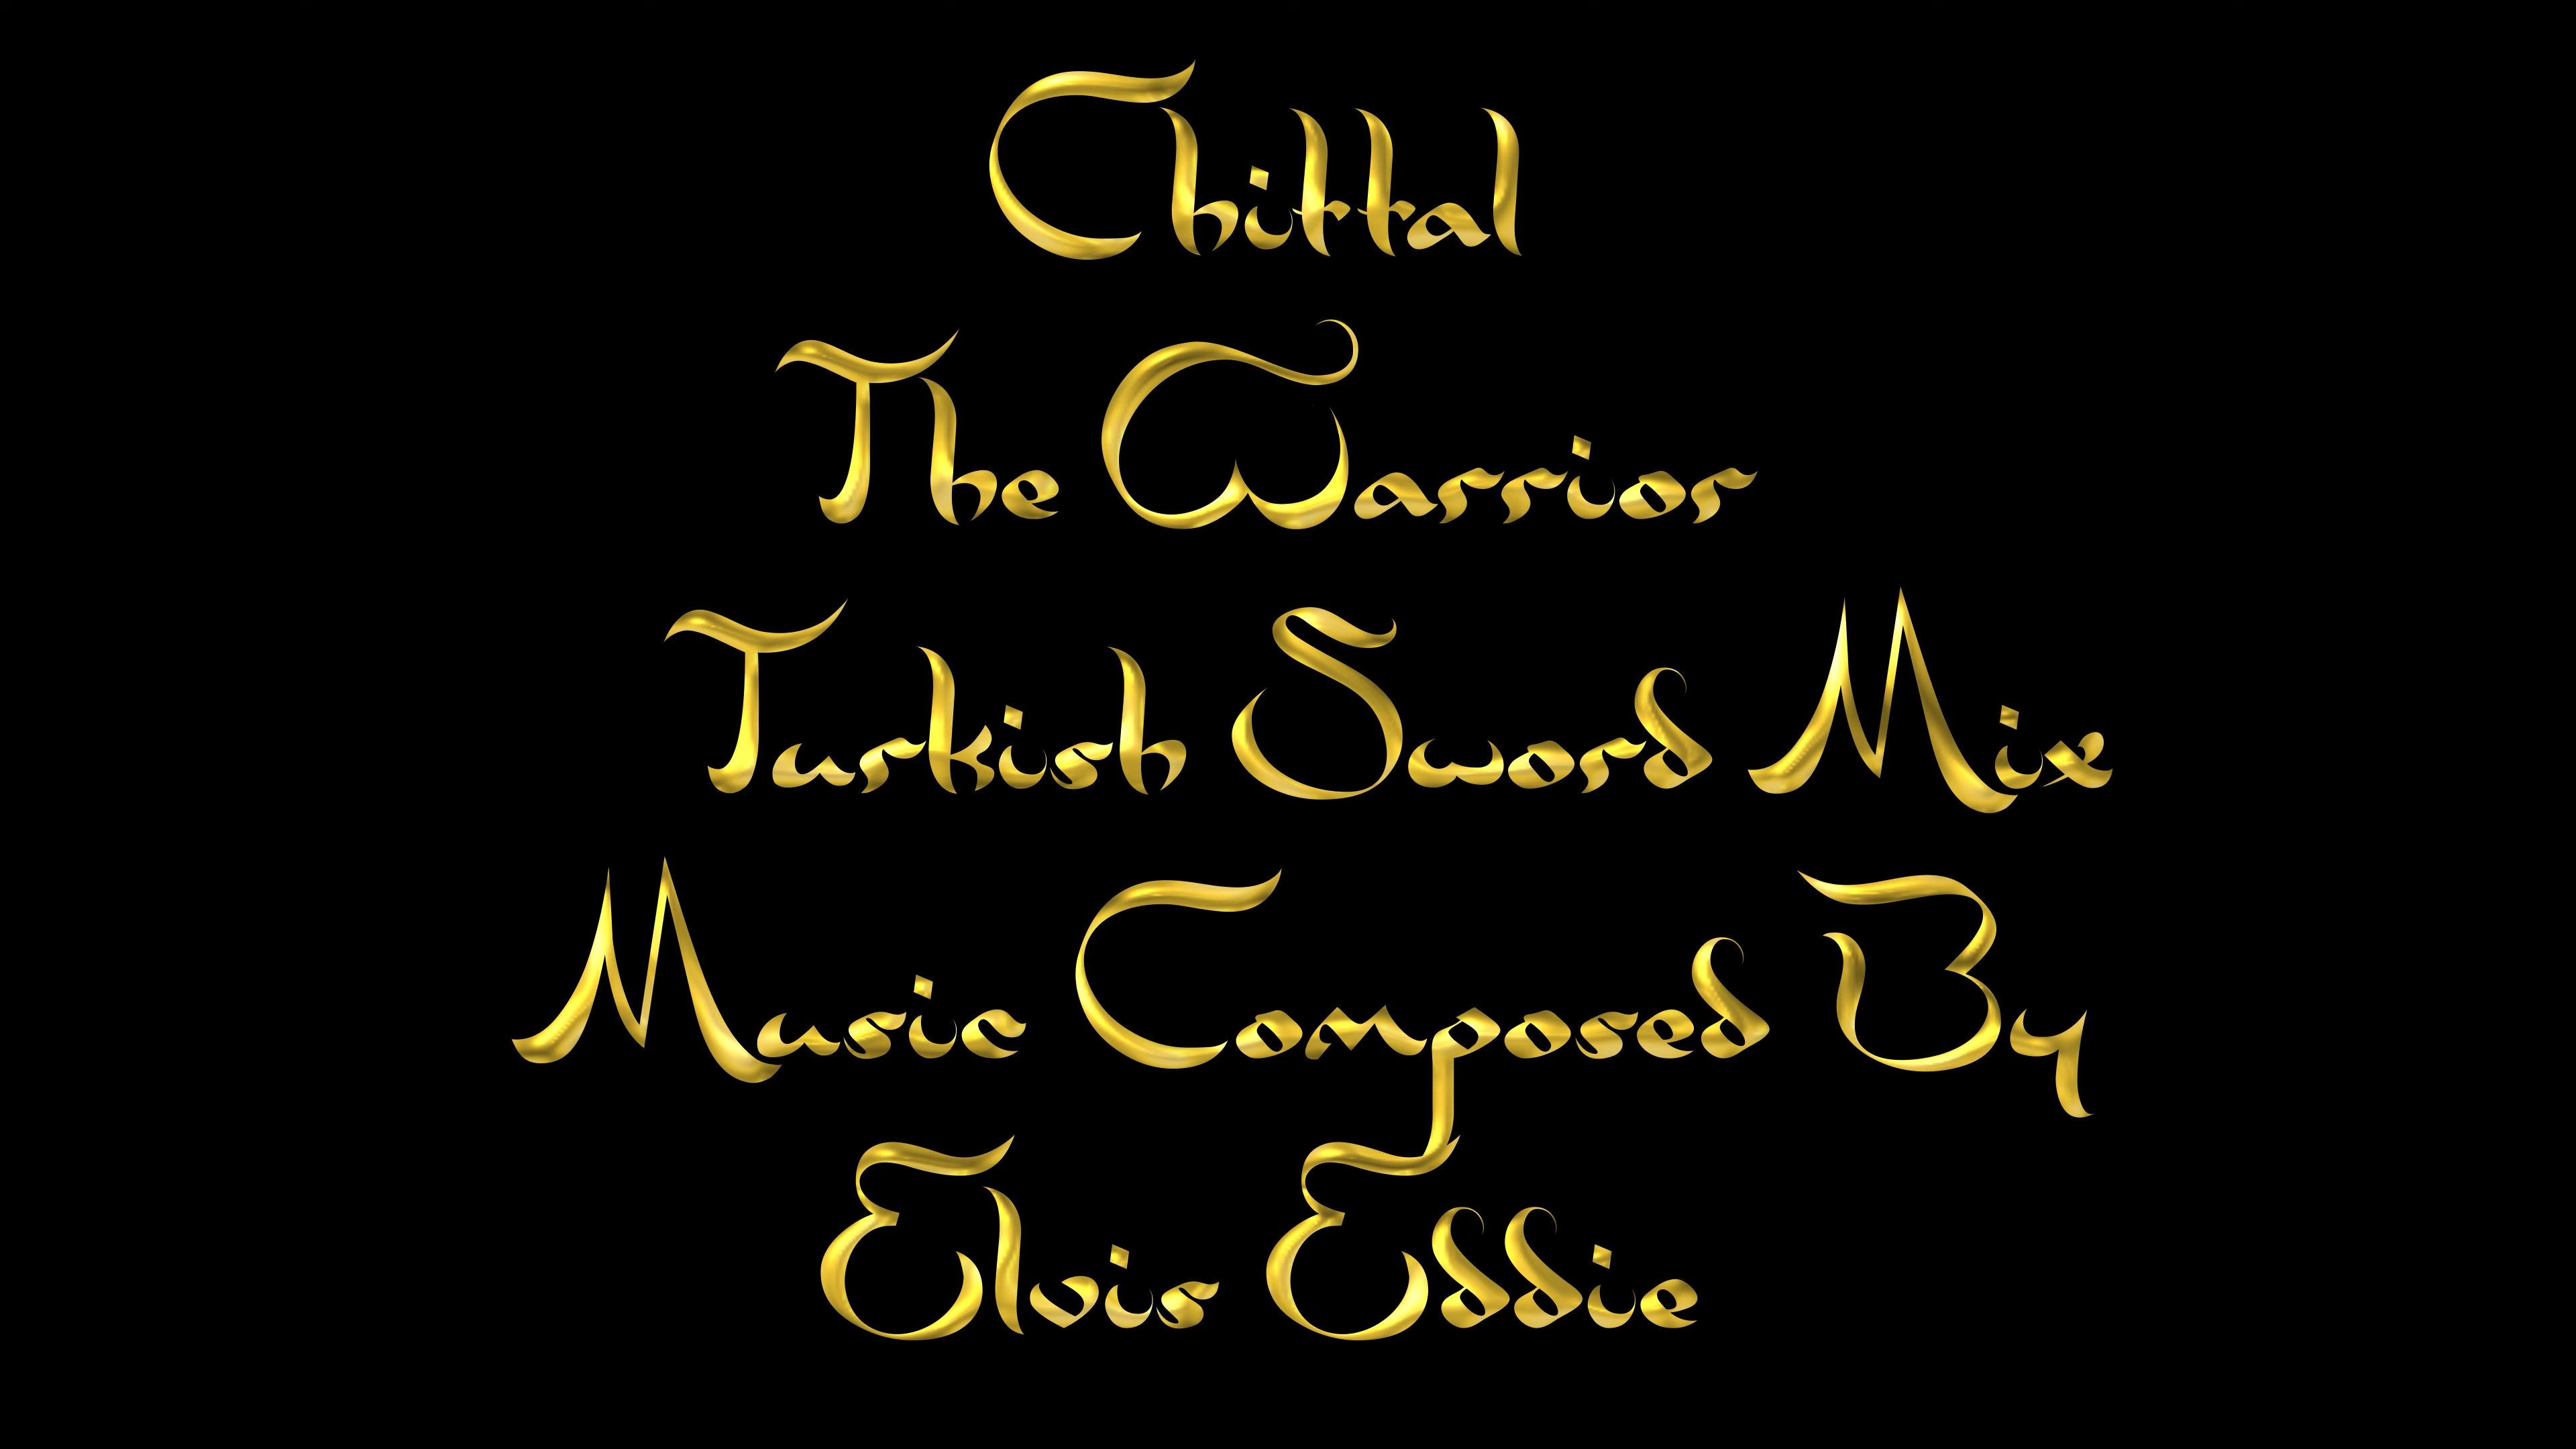 Chittal
The Warrior
Turkish Sword Mix
Music Composed By
Elvis Eddie